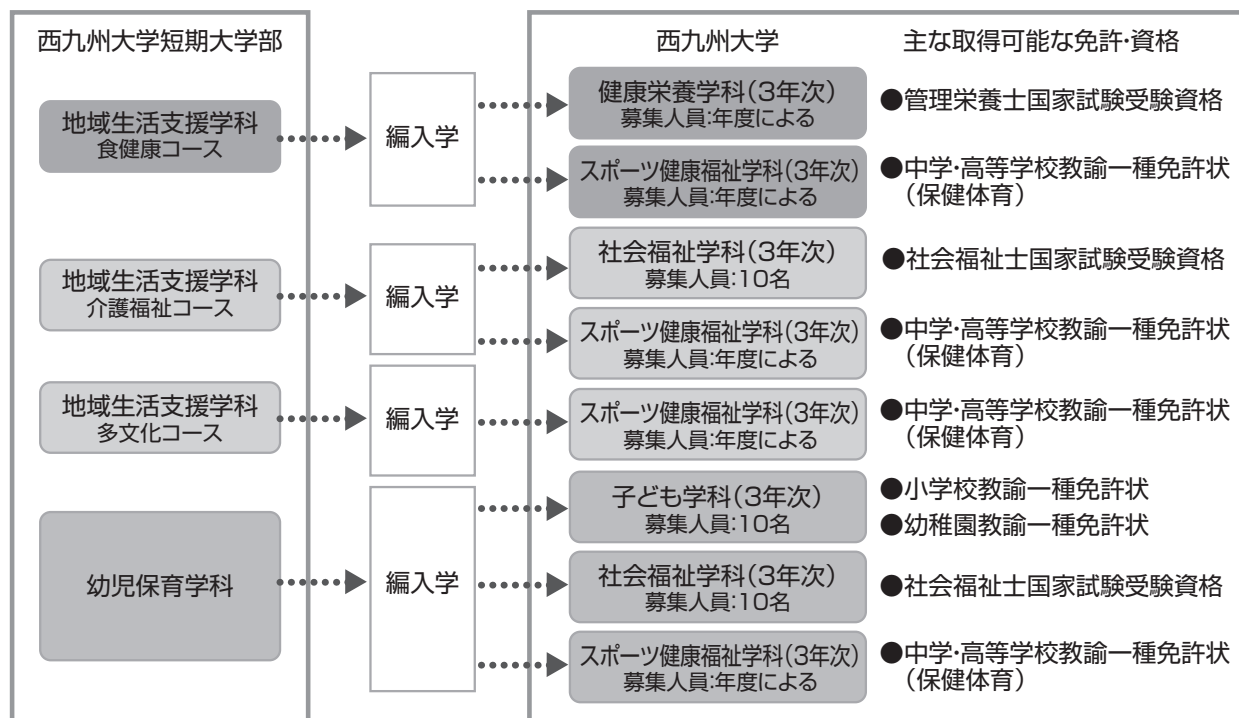 西九州大学短期大学部
西九州大学
主な取得可能な免許・資格
地域生活支援学科
食健康コース
編入学
健康栄養学科(3年次)
募集人員:年度による
●管理栄養士国家試験受験資格
スポーツ健康福祉学科(3年次)
募集人員:年度による
●中学・高等学校教諭一種免許状
(保健体育)
地域生活支援学科
介護福祉コース
編入学
社会福祉学科(3年次)
募集人員:10名
●社会福祉士国家試験受験資格
スポーツ健康福祉学科(3年次)
募集人員:年度による
●中学・高等学校教諭一種免許状
(保健体育)
地域生活支援学科
多文化コース
編入学
スポーツ健康福祉学科(3年次)
募集人員:年度による
●中学・高等学校教諭一種免許状
(保健体育)
幼児保育学科
編入学
子ども学科(3年次)
募集人員:10名
●小学校教諭一種免許状
●幼稚園教諭一種免許状
社会福祉学科(3年次)
募集人員:10名
●社会福祉士国家試験受験資格
スポーツ健康福祉学科(3年次)
募集人員:年度による
●中学・高等学校教諭一種免許状
(保健体育)